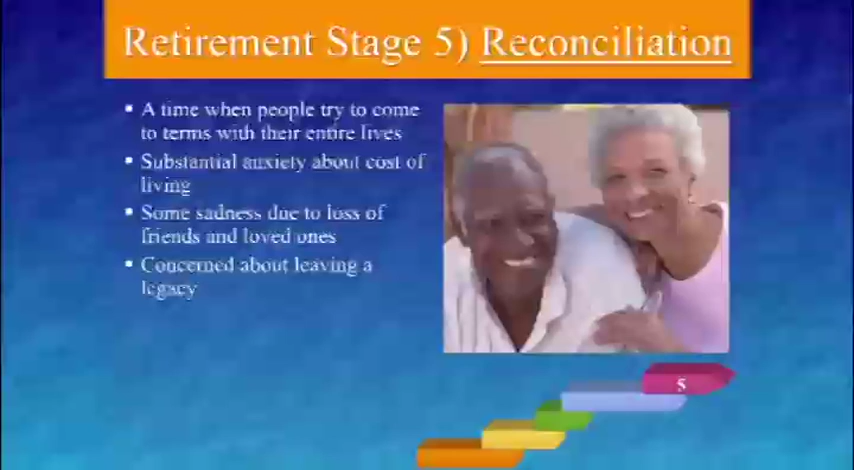 Retirement Stage 5) Reconciliation
▪ A time when people try to come
to terms with their entire lives
▪ Substantial anxiety about cost of
living
▪ Some sadness due to loss of
friends and loved ones
▪ Concerned about leaving a
legacy
5